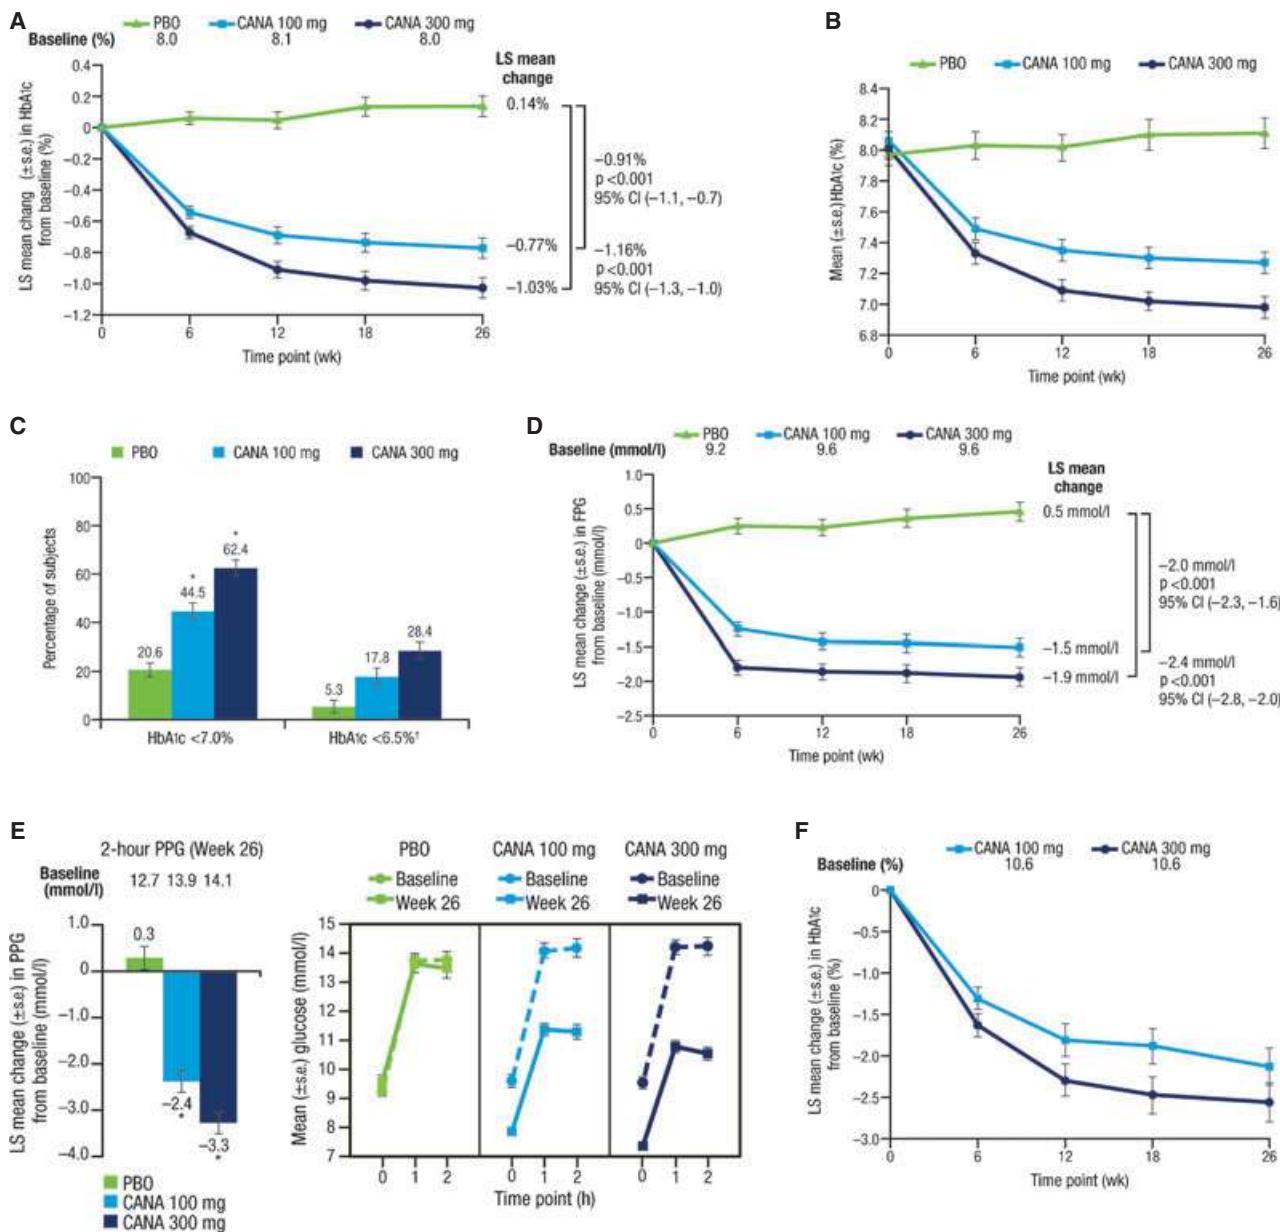 A
PBO CANA 100 mg CANA 300 mg
Baseline (%) 8.0 8.1 8.0
LS mean
change
0.4
0.2
0
−0.2
−0.4
−0.6
−0.8
−1.0
−1.2
LS mean chang (±s.e.) in HbA1c
from baseline (%)
0.14%
−0.91%
p <0.001
95% CI (−1.1, −0.7)
−0.77%
−1.16%
p <0.001
95% CI (−1.3, −1.0)
−1.03%
0 6 12 18 26
Time point (wk)
B
PBO CANA 100 mg CANA 300 mg
8.4
8.2
8.0
7.8
7.6
7.4
7.2
7.0
6.8
Mean (±s.e.)HbA1c (%)
0 6 12 18 26
Time point (wk)
C
PBO CANA 100 mg CANA 300 mg
100
80
60
40
20
0
Percentage of subjects
20.6
*
44.5
*
62.4
5.3
17.8
28.4
HbA1c <7.0% HbA1c <6.5%†
D
PBO CANA 100 mg CANA 300 mg
Baseline (mmol/l) 9.2 9.6 9.6
LS mean
change
1.0
0.5
0
−0.5
−1.0
−1.5
−2.0
−2.5
LS mean change (±s.e.) in FPG
from baseline (mmol/l)
0.5 mmol/l
−2.0 mmol/l
p <0.001
95% CI (−2.3, −1.6)
−1.5 mmol/l
−2.4 mmol/l
p <0.001
95% CI (−2.8, −2.0)
−1.9 mmol/l
0 6 12 18 26
Time point (wk)
E
2-hour PPG (Week 26)
Baseline
(mmol/l) 12.7 13.9 14.1
1.0
0
−1.0
−2.0
−3.0
−4.0
LS mean change (±s.e.) in PPG
from baseline (mmol/l)
0.3
−2.4
*
−3.3
*
PBO
CANA 100 mg
CANA 300 mg
PBO CANA 100 mg CANA 300 mg
Baseline Baseline Baseline
Week 26 Week 26 Week 26
15
14
13
12
11
10
9
8
7
Mean (±s.e.) glucose (mmol/l)
0 1 2 0 1 2 0 1 2
Time point (h)
F
CANA 100 mg CANA 300 mg
Baseline (%) 10.6 10.6
0
−0.5
−1.0
−1.5
−2.0
−2.5
−3.0
LS mean change (±s.e.) in HbA1c
from baseline (%)
0 6 12 18 26
Time point (wk)